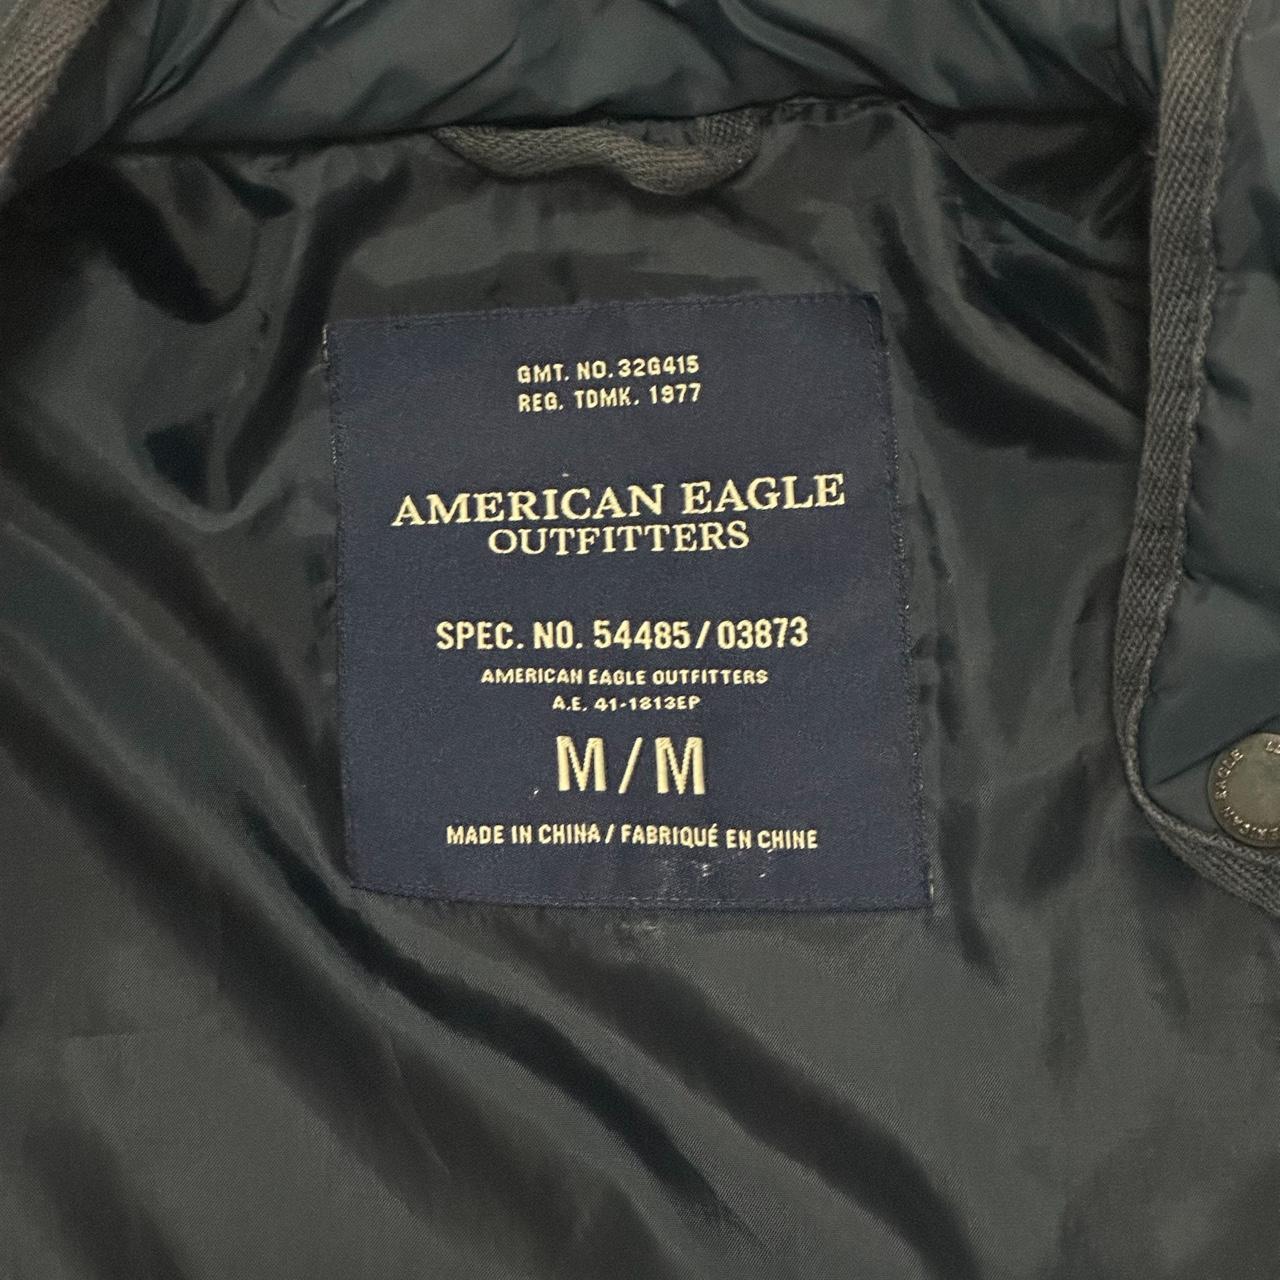 GMT. NO. 32G415
REG. TDMK. 1977
AMERICAN EAGLE
OUTFITTERS
SPEC. NO. 54485/03873
AMERICAN EAGLE OUTFITTERS
A.E. 41-1813EP
M/M
MADE IN CHINA / FABRIQUÉ EN CHINE
EAGLE